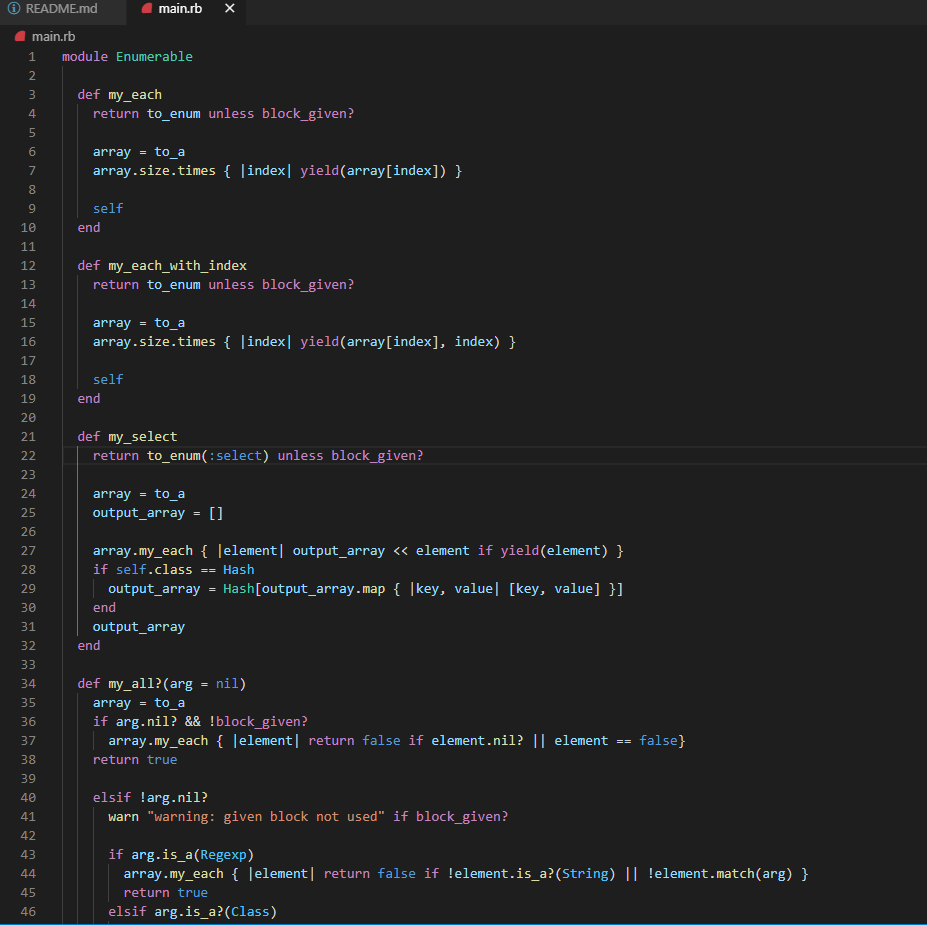 README.md main.rb
main.rb
1 module Enumerable
2
3 def my_each
4 return to_enum unless block_given?
5
6 array = to_a
7 array.size.times { |index| yield(array[index]) }
8
9 self
10 end
11
12 def my_each_with_index
13 return to_enum unless block_given?
14
15 array = to_a
16 array.size.times { |index| yield(array[index], index) }
17
18 self
19 end
20
21 def my_select
22 return to_enum(:select) unless block_given?
23
24 array = to_a
25 output_array = []
26
27 array.my_each { |element| output_array << element if yield(element) }
28 if self.class == Hash
29 output_array = Hash[output_array.map { |key, value| [key, value] }]
30 end
31 output_array
32 end
33
34 def my_all?(arg = nil)
35 array = to_a
36 if arg.nil? && !block_given?
37 array.my_each { |element| return false if element.nil? || element == false}
38 return true
39
40 elsif !arg.nil?
41 warn "warning: given block not used" if block_given?
42
43 if arg.is_a(Regexp)
44 array.my_each { |element| return false if !element.is_a?(String) || !element.match(arg) }
45 return true
46 elsif arg.is_a?(Class)